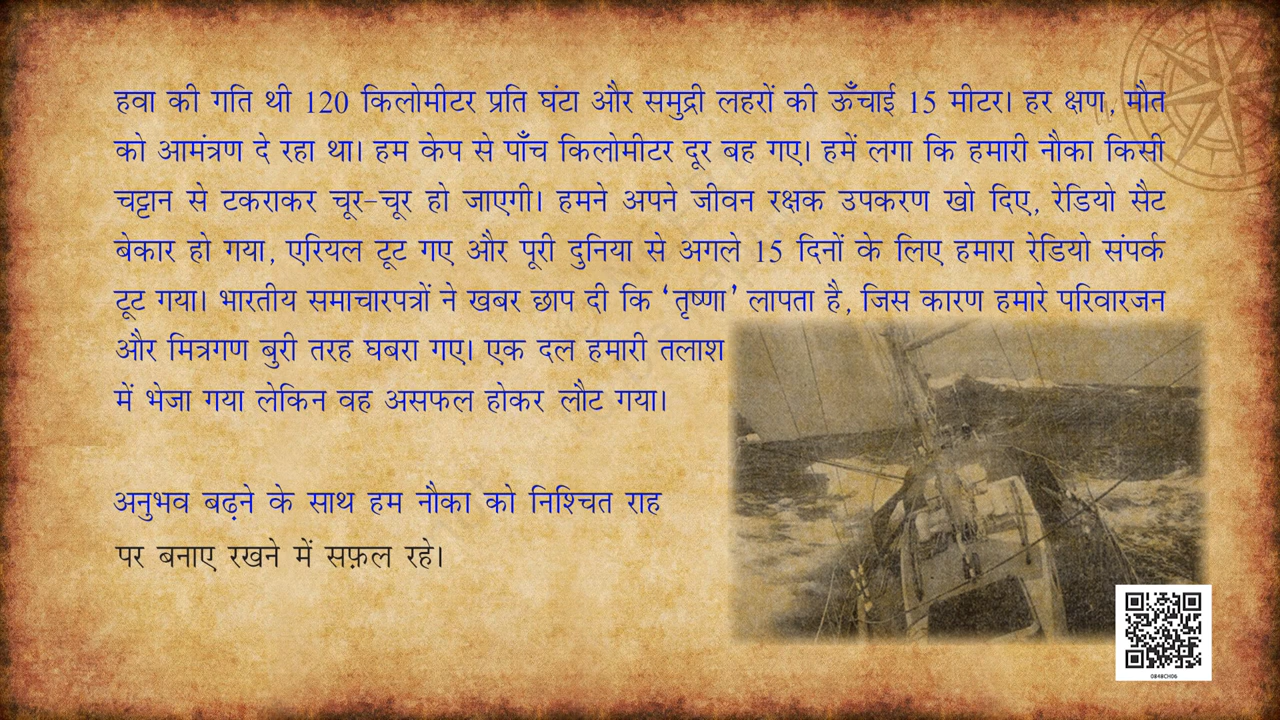 हवा की गति थी 120 किलोमीटर प्रति घंटा और समुद्री लहरों की ऊँचाई 15 मीटर। हर क्षण, मौत
को आमंत्रण दे रहा था। हम केप से पाँच किलोमीटर दूर बह गए। हमें लगा कि हमारी नौका किसी
चट्टान से टकराकर चूर-चूर हो जाएगी। हमने अपने जीवन रक्षक उपकरण खो दिए, रेडियो सैट
बेकार हो गया, एरियल टूट गए और पूरी दुनिया से अगले 15 दिनों के लिए हमारा रेडियो संपर्क
टूट गया। भारतीय समाचारपत्रों ने खबर छाप दी कि ‘तृष्णा’ लापता है, जिस कारण हमारे परिवारजन
और मित्रगण बुरी तरह घबरा गए। एक दल हमारी तलाश
में भेजा गया लेकिन वह असफल होकर लौट गया।
अनुभव बढ़ने के साथ हम नौका को निश्चित राह
पर बनाए रखने में सफ़ल रहे।
0848CH06